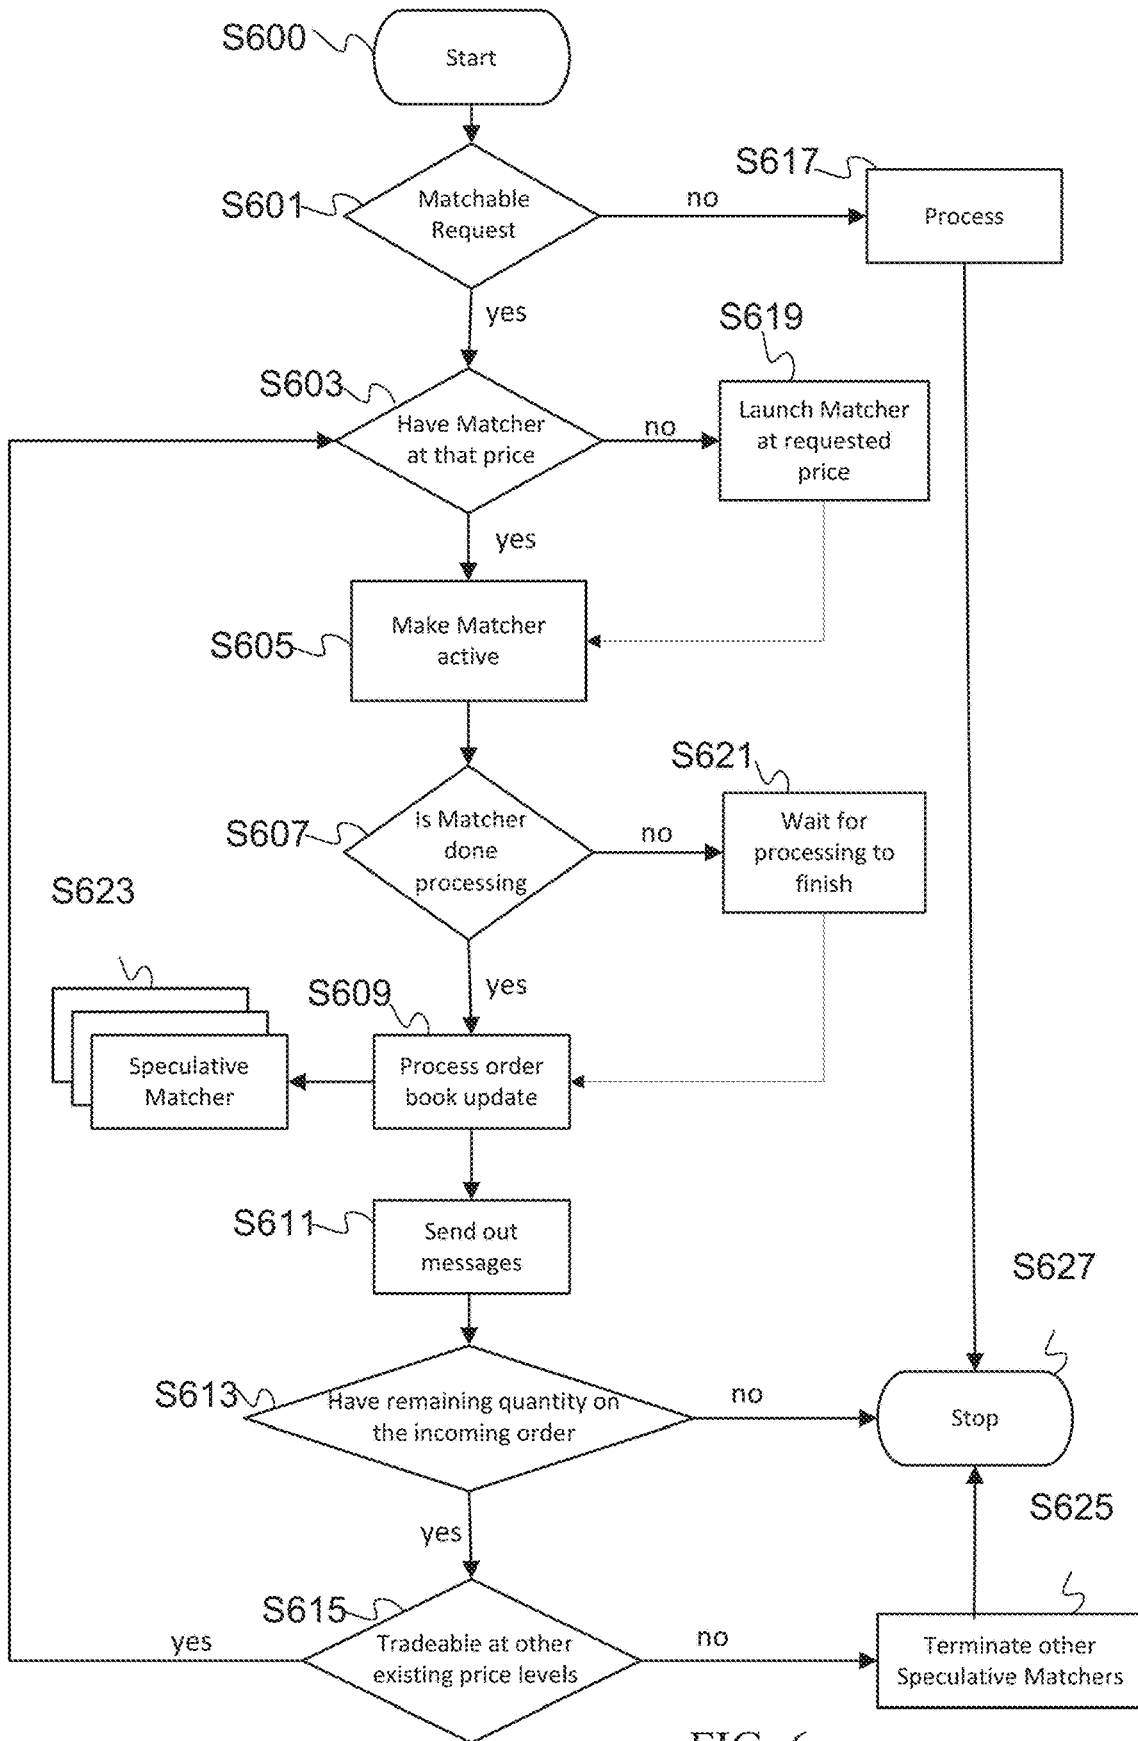 S600
Start
S617
S601
Matchable
Request
no
Process
yes
S619
S603
Have Matcher
at that price
no
Launch Matcher
at requested
price
yes
S605
Make Matcher
active
S621
S607
is Matcher
done
processing
no
Wait for
processing to
finish
S623
yes
S609
Speculative
Matcher
Process order
book update
S611
Send out
messages
S627
S613
Have remaining quantity on
the incoming order
no
Stop
yes
S625
S615
yes
Tradeable at other
existing price levels
no
Terminate other
Speculative Matchers